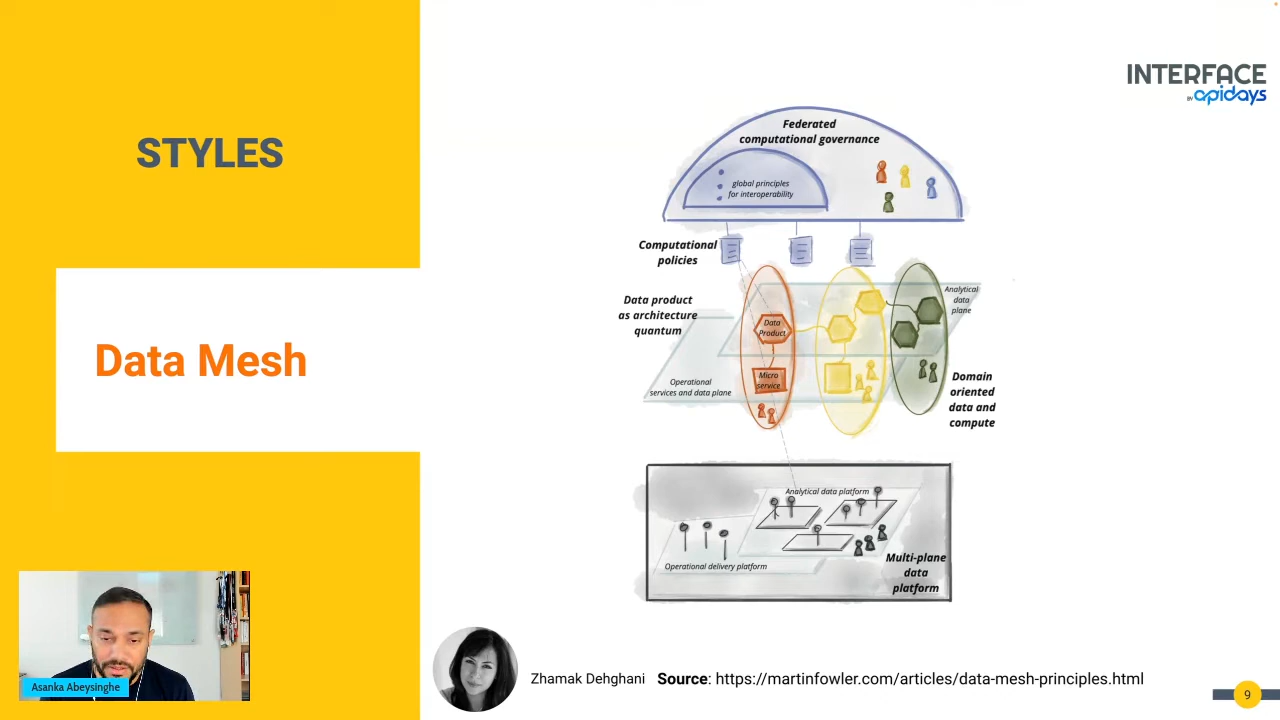 INTERFACE
BY apidays
STYLES
Data Mesh
Federated
computational governance
global principles
for interoperability
Computational
policies
Data product
as architecture
quantum
Analytical
data
plane
Data
Product
Micro
service
Operational
services and data plane
Domain
oriented
data and
compute
Analytical data platform
Operational delivery platform
Multi-plane
data
platform
Asanka Abeysinghe
Zhamak Dehghani Source: https://martinfowler.com/articles/data-mesh-principles.html
9